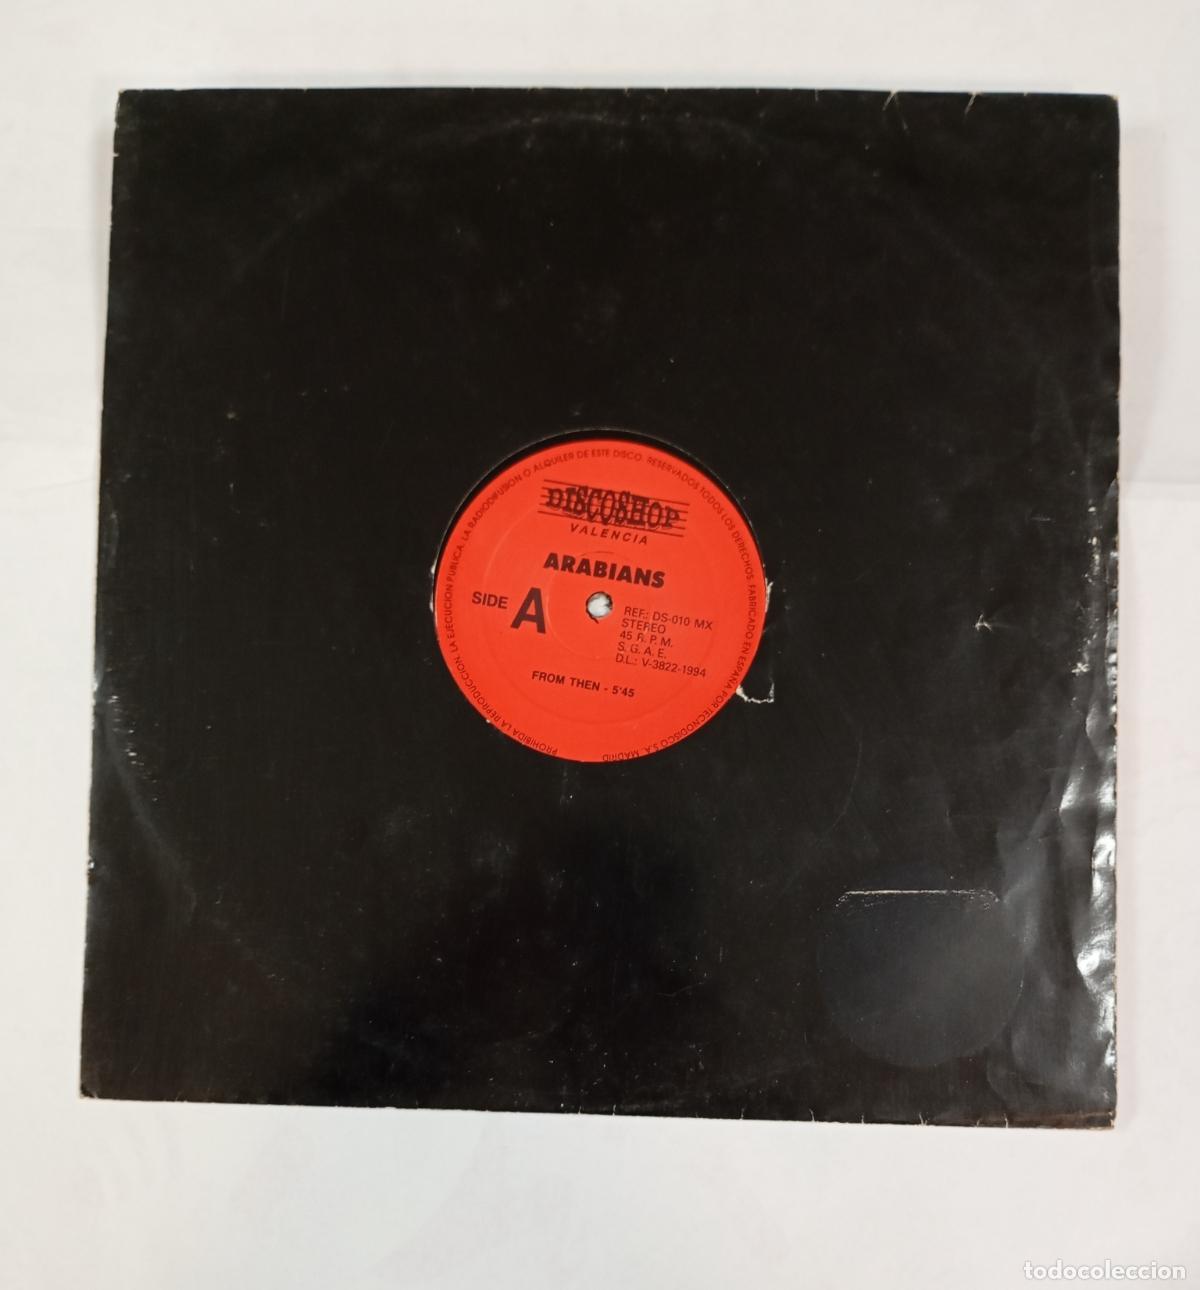 DISCOSHOP
VALENCIA
ARABIANS
SIDE A
REF.: DS-010 MX
STEREO
45 R.P.M.
S.G.A.E.
D.L.: V-3822-1994
FROM THEN - 5'45
PROHIBIDA LA REPRODUCCION, LA EJECUCION PUBLICA, LA RADIODIFUSION O ALQUILER DE ESTE DISCO. RESERVADOS TODOS LOS DERECHOS. FABRICADO EN ESPAÑA POR TECNODISCO S.A. MADRID
todocoleccion